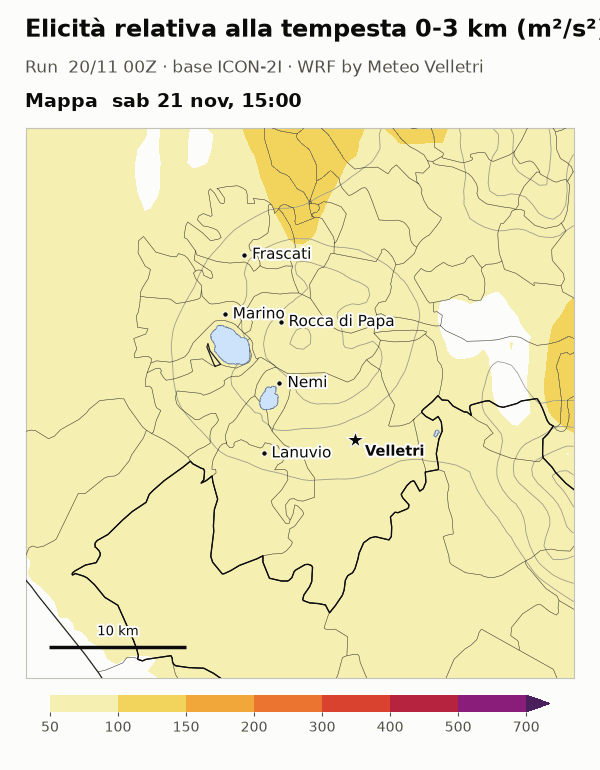 Elicità relativa alla tempesta 0-3 km (m²/s²)
Run 20/11 00Z · base ICON-2I · WRF by Meteo Velletri
Mappa sab 21 nov, 15:00
Frascati
Marino
Rocca di Papa
Nemi
Velletri
Lanuvio
10 km
50 100 150 200 300 400 500 700